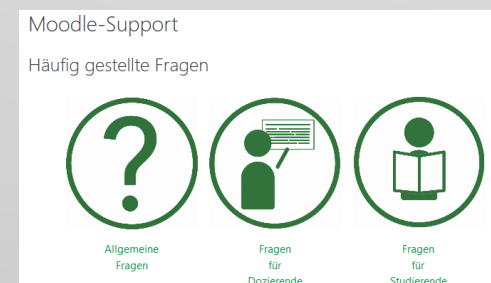 Moodle-Support
Häufig gestellte Fragen
?
Allgemeine
Fragen
Fragen
für
Dozierende
Fragen
für
Studierende